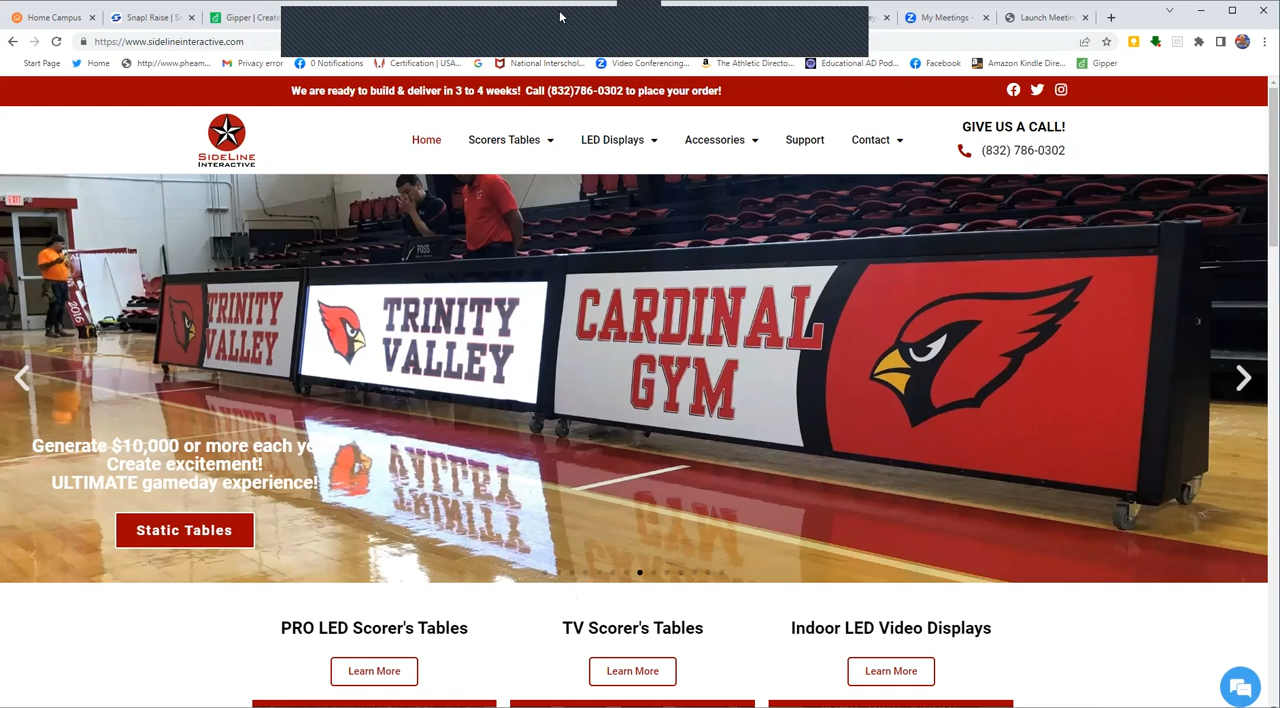 Home Campus
Snap! Raise | S
Gipper | Create
My Meetings -
Launch Meetin
https://www.sidelineinteractive.com
Start Page
Home
http://www.pheam...
Privacy error
0 Notifications
Certification | USA...
National Interschol...
Video Conferencing...
The Athletic Directo...
Educational AD Pod...
Facebook
Amazon Kindle Dire...
Gipper
We are ready to build & deliver in 3 to 4 weeks! Call (832)786-0302 to place your order!
SIDELINE
INTERACTIVE
Home
Scorers Tables
LED Displays
Accessories
Support
Contact
GIVE US A CALL!
(832) 786-0302
EXIT
POSS
2016
TRINITY
VALLEY
TRINITY
VALLEY
CARDINAL
GYM
Generate $10,000 or more each ye
Create excitement!
ULTIMATE gameday experience!
Static Tables
PRO LED Scorer's Tables
TV Scorer's Tables
Indoor LED Video Displays
Learn More
Learn More
Learn More